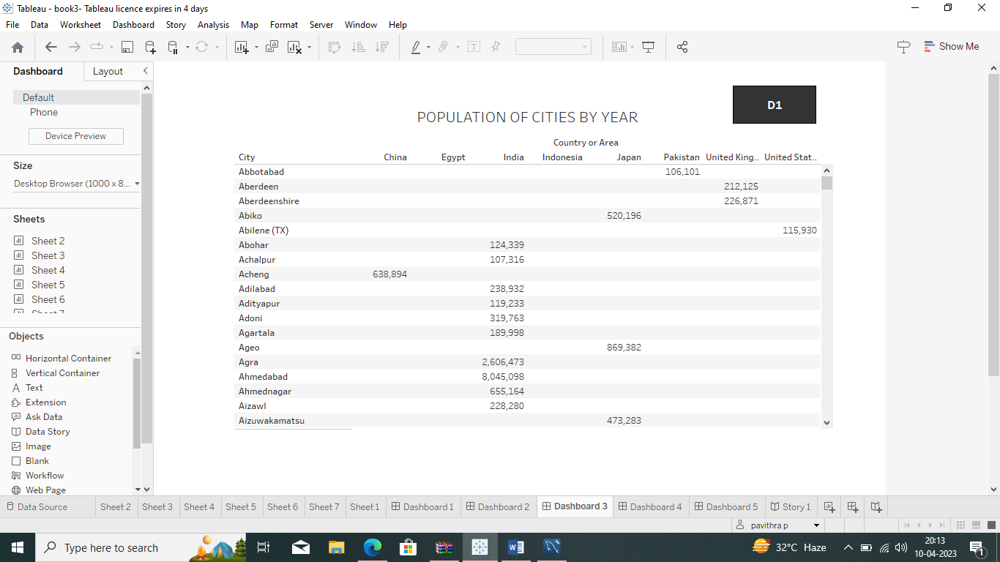 Tableau - book3- Tableau licence expires in 4 days
File Data Worksheet Dashboard Story Analysis Map Format Server Window Help
Show Me
Dashboard Layout
Default
Phone
Device Preview
Size
Desktop Browser (1000 x 8...
Sheets
Sheet 2
Sheet 3
Sheet 4
Sheet 5
Sheet 6
Sheet 7
Objects
Horizontal Container
Vertical Container
Text
Extension
Ask Data
Data Story
Image
Blank
Workflow
Web Page
D1
POPULATION OF CITIES BY YEAR
Country or Area
City China Egypt India Indonesia Japan Pakistan United King.. United Stat..
Abbotabad 106,101
Aberdeen 212,125
Aberdeenshire 226,871
Abiko 520,196
Abilene (TX) 115,930
Abohar 124,339
Achalpur 107,316
Acheng 638,894
Adilabad 238,932
Adityapur 119,233
Adoni 319,763
Agartala 189,998
Ageo 869,382
Agra 2,606,473
Ahmedabad 8,045,098
Ahmednagar 655,164
Aizawl 228,280
Aizuwakamatsu 473,283
Data Source Sheet 2 Sheet 3 Sheet 4 Sheet 5 Sheet 6 Sheet 7 Sheet 1 Dashboard 1 Dashboard 2 Dashboard 3 Dashboard 4 Dashboard 5 Story 1
pavithra p
Type here to search
32°C Haze
20:13
10-04-2023
1